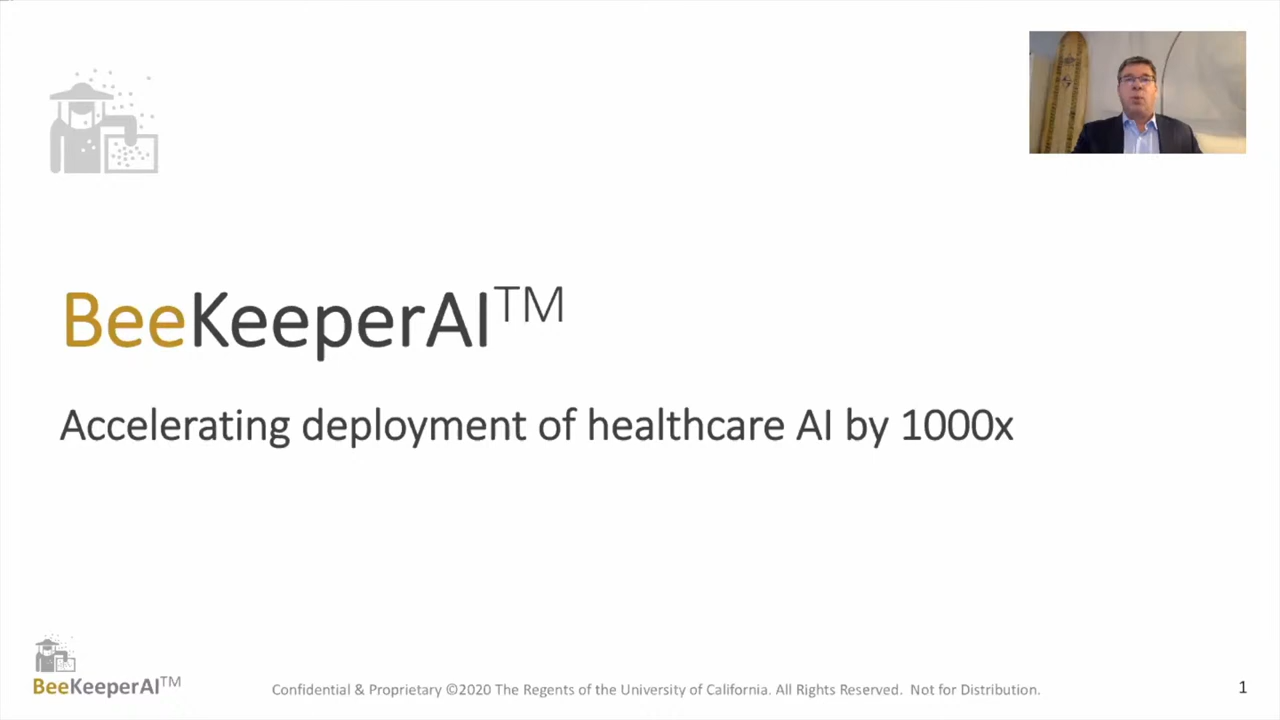 BeeKeeperAI™
Accelerating deployment of healthcare AI by 1000x
BeeKeeperAI™
Confidential & Proprietary ©2020 The Regents of the University of California. All Rights Reserved. Not for Distribution.
1